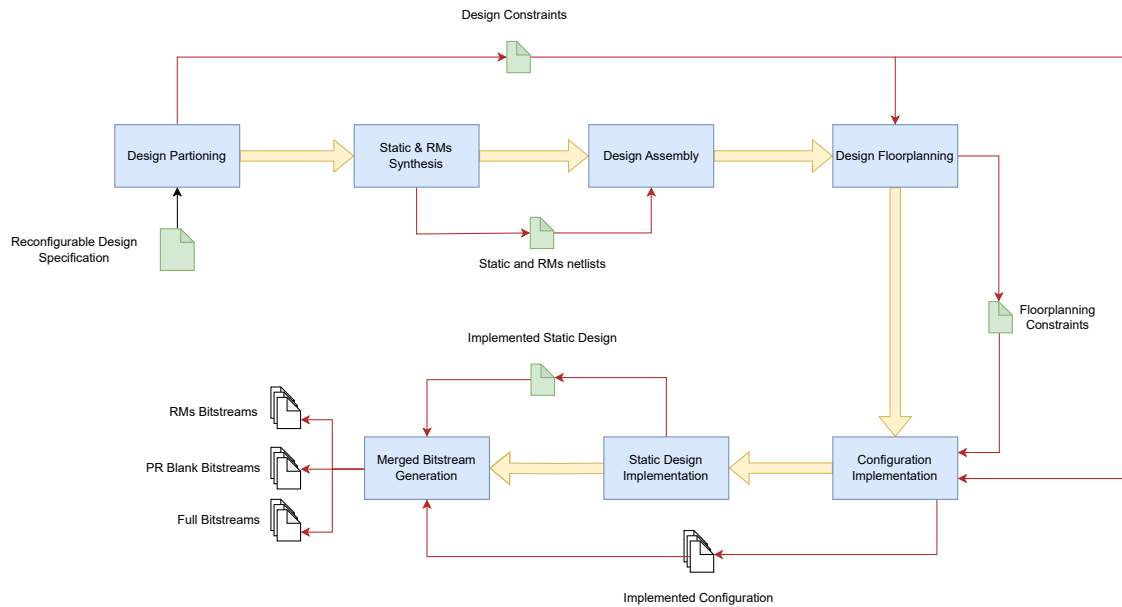 Design Constraints
Design Partioning
Static & RMs
Synthesis
Design Assembly
Design Floorplanning
Reconfigurable Design
Specification
Static and RMs netlists
Floorplanning
Constraints
Implemented Static Design
RMs Bitstreams
PR Blank Bitstreams
Full Bitstreams
Merged Bitstream
Generation
Static Design
Implementation
Configuration
Implementation
Implemented Configuration